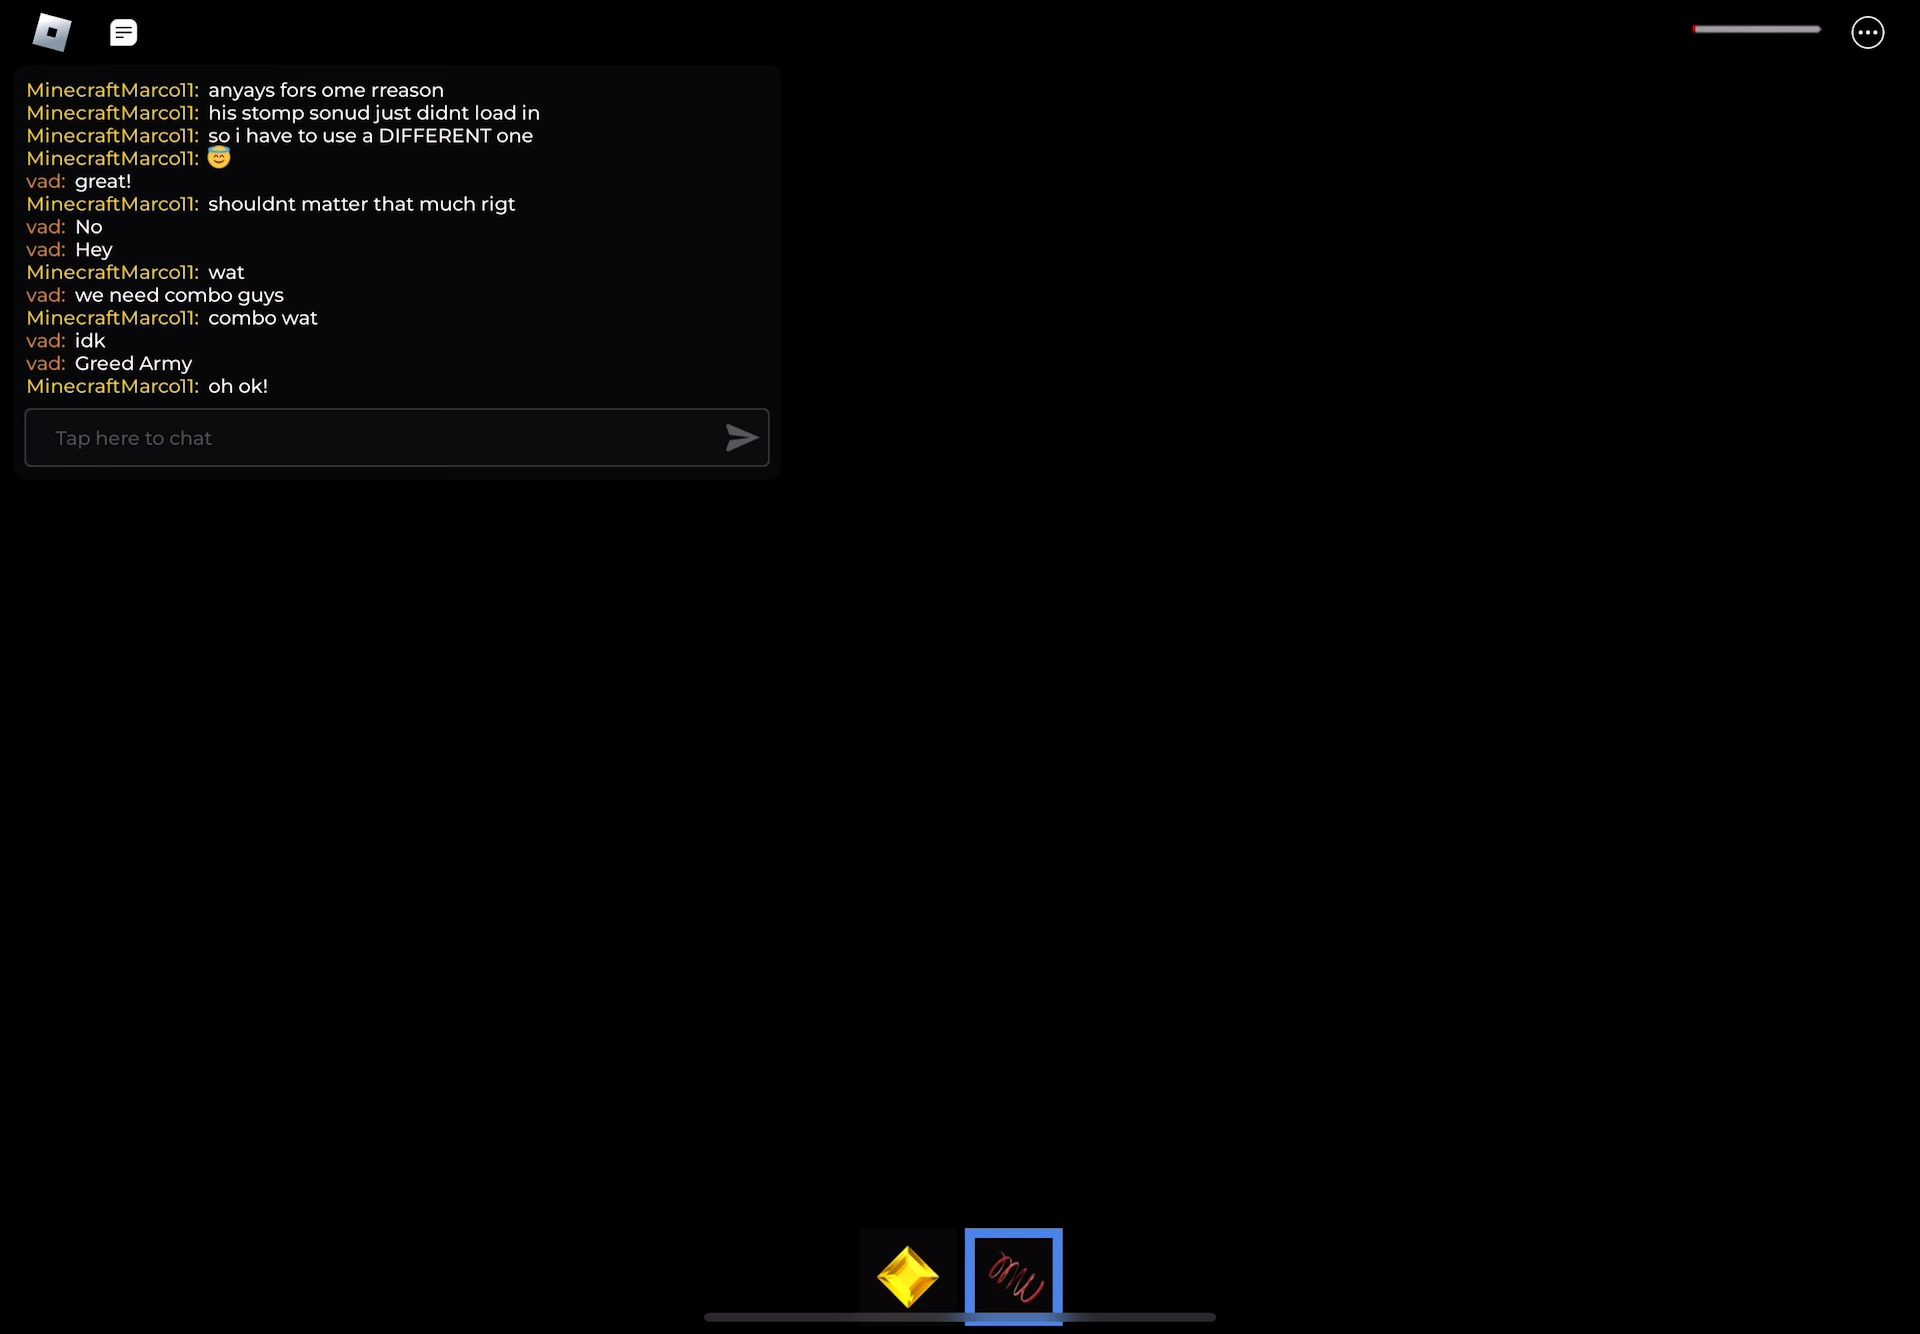 MinecraftMarco11: anyays fors ome rreason
MinecraftMarco11: his stomp sonud just didnt load in
MinecraftMarco11: so i have to use a DIFFERENT one
MinecraftMarco11: 😇
vad: great!
MinecraftMarco11: shouldnt matter that much rigt
vad: No
vad: Hey
MinecraftMarco11: wat
vad: we need combo guys
MinecraftMarco11: combo wat
vad: idk
vad: Greed Army
MinecraftMarco11: oh ok!
Tap here to chat